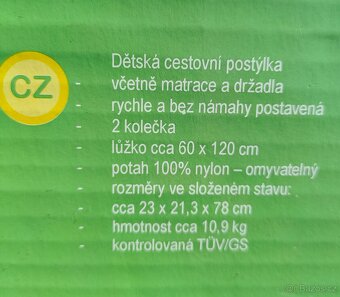 CZ
- Dětská cestovní postýlka
- včetně matrace a držadla
- rychle a bez námahy postavená
- 2 kolečka
- lůžko cca 60 x 120 cm
- potah 100% nylon – omyvatelný
- rozměry ve složeném stavu:
- cca 23 x 21,3 x 78 cm
- hmotnost cca 10,9 kg
- kontrolovaná TÜV/GS